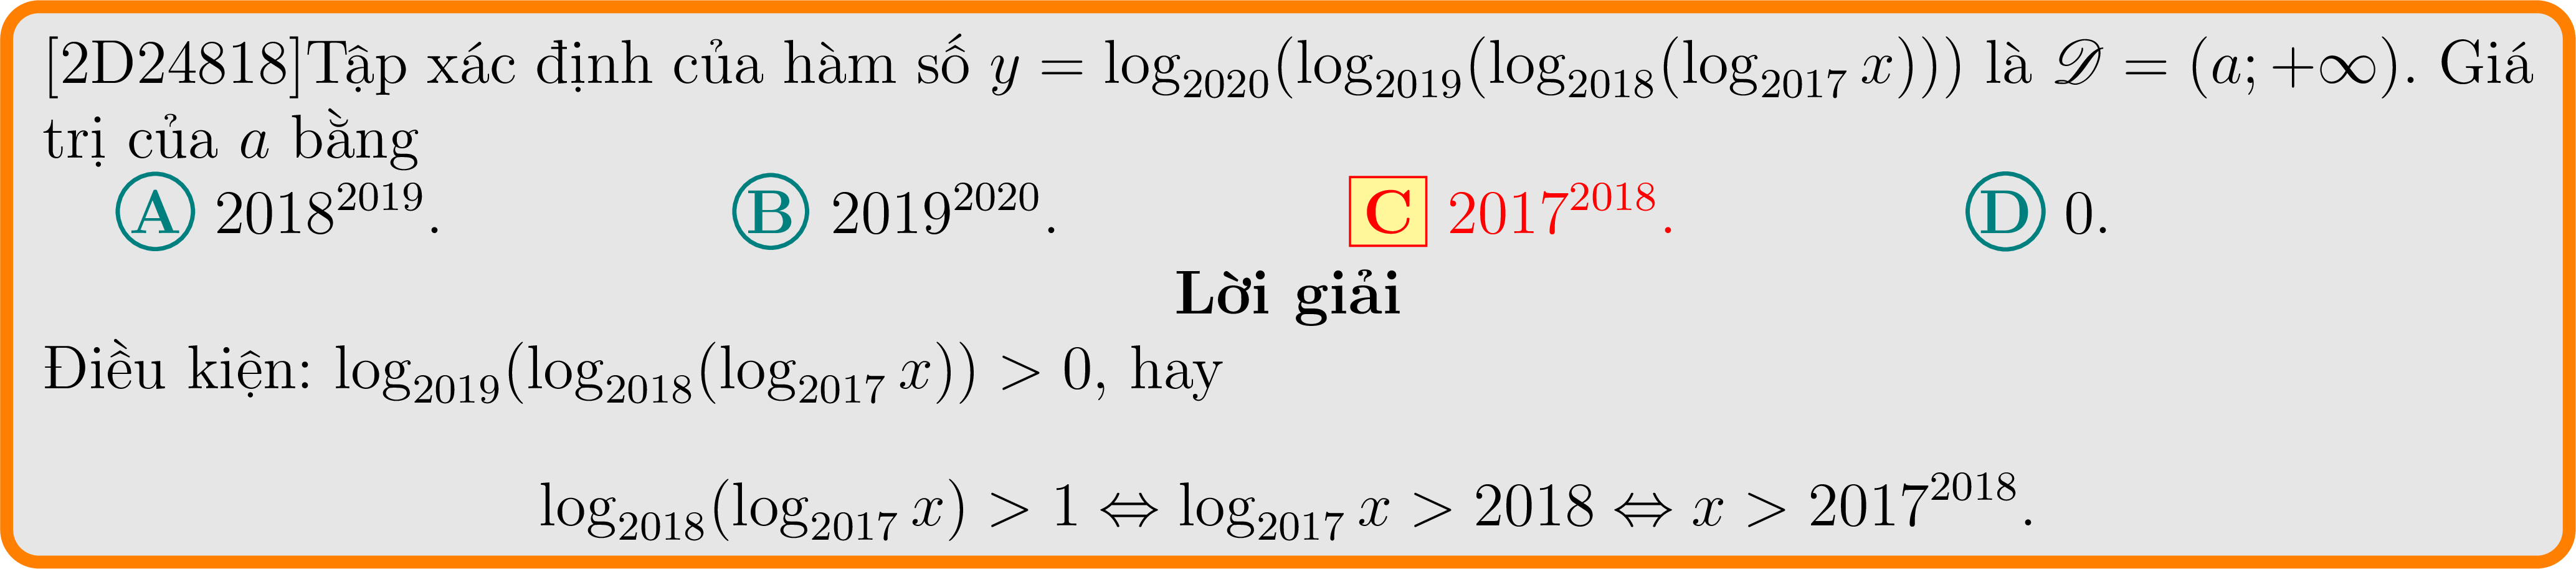 [2D24818]Tập xác định của hàm số $y = \log_{2020}(\log_{2019}(\log_{2018}(\log_{2017} x)))$ là $\mathscr{D} = (a; +\infty)$. Giá
trị của $a$ bằng
A $2018^{2019}$. B $2019^{2020}$. C $2017^{2018}$. D $0$.
Lời giải
Điều kiện: $\log_{2019}(\log_{2018}(\log_{2017} x)) > 0$, hay
$\log_{2018}(\log_{2017} x) > 1 \Leftrightarrow \log_{2017} x > 2018 \Leftrightarrow x > 2017^{2018}$.